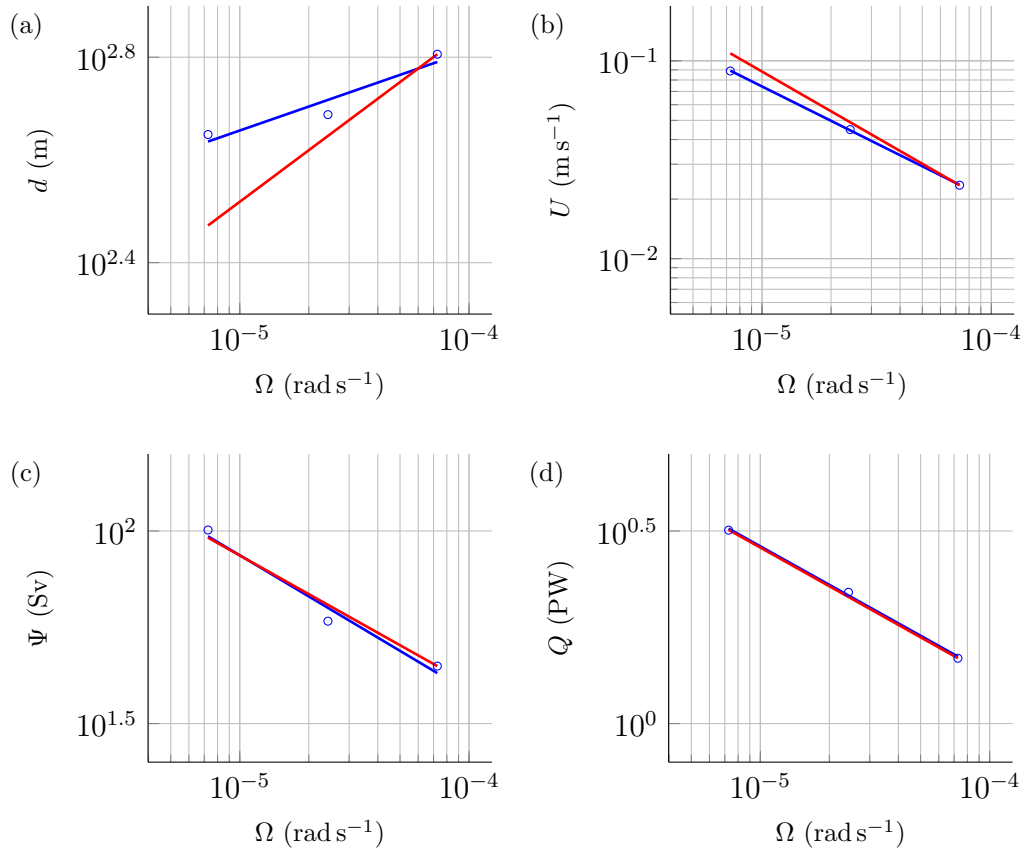 (a)
10^2.8
10^2.4
d (m)
10^−5
10^−4
Ω (rad s^−1)
(b)
10^−1
10^−2
U (m s^−1)
10^−5
10^−4
Ω (rad s^−1)
(c)
10^2
10^1.5
Ψ (Sv)
10^−5
10^−4
Ω (rad s^−1)
(d)
10^0.5
10^0
Q (PW)
10^−5
10^−4
Ω (rad s^−1)